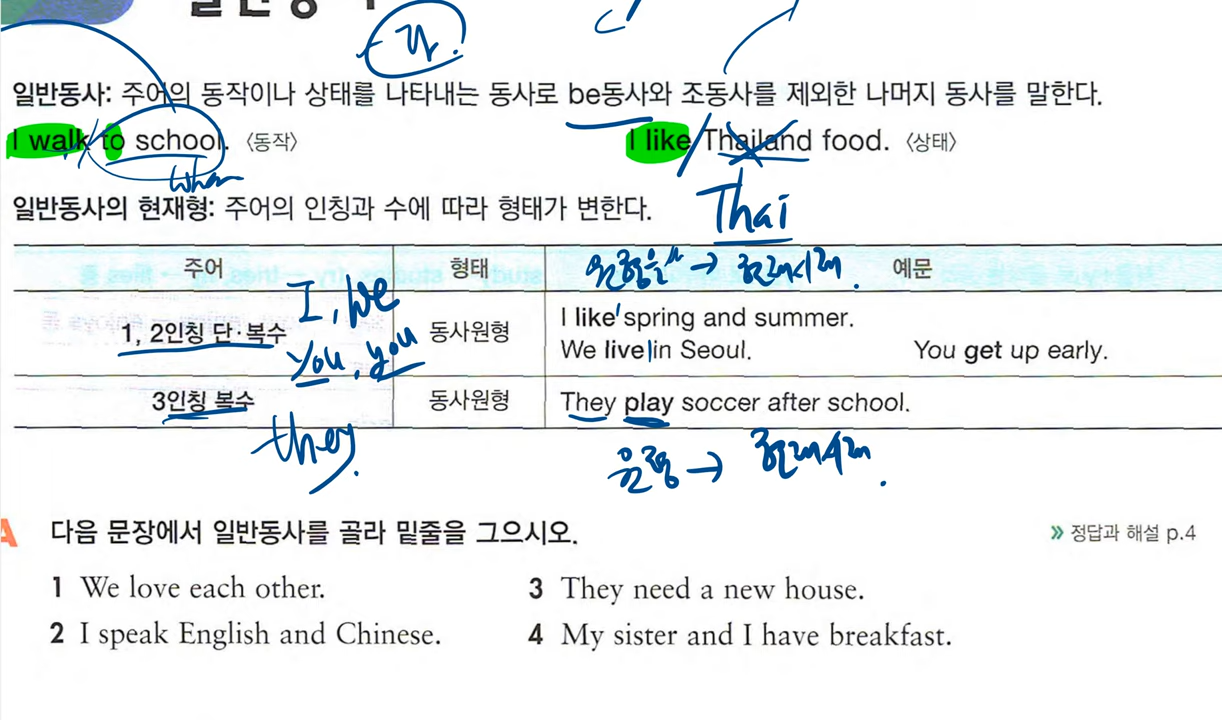 일반동사: 주어의 동작이나 상태를 나타내는 동사로 be동사와 조동사를 제외한 나머지 동사를 말한다.
I walk to school. 〈동작〉 I like Thailand food. 〈상태〉
Thai
일반동사의 현재형: 주어의 인칭과 수에 따라 형태가 변한다.
주어 형태 예문
I, we
1, 2인칭 단·복수 동사원형 I like spring and summer.
We live in Seoul. You get up early.
you, you
3인칭 복수 동사원형 They play soccer after school.
they
원형 → 현재시제.
A 다음 문장에서 일반동사를 골라 밑줄을 그으시오. » 정답과 해설 p.4
1 We love each other. 3 They need a new house.
2 I speak English and Chinese. 4 My sister and I have breakfast.